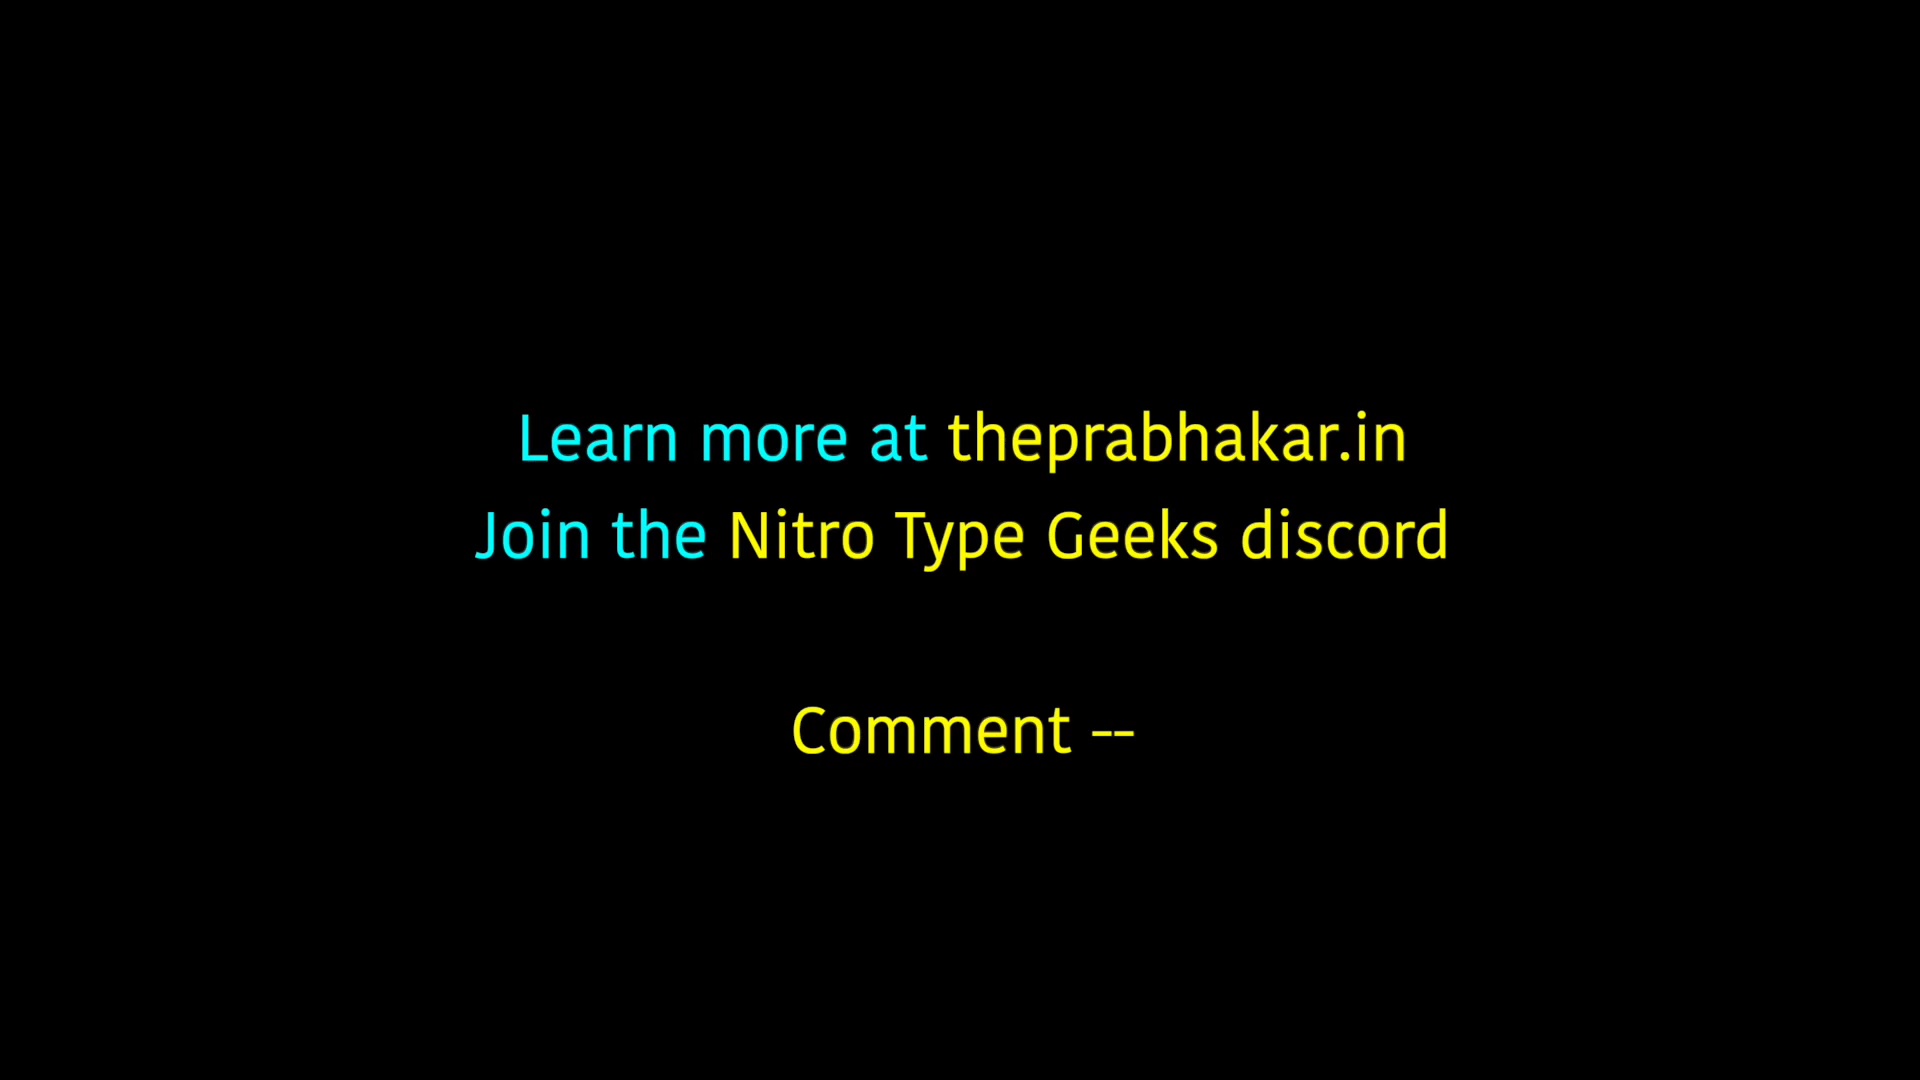 Learn more at theprabhakar.in
Join the Nitro Type Geeks discord
Comment --